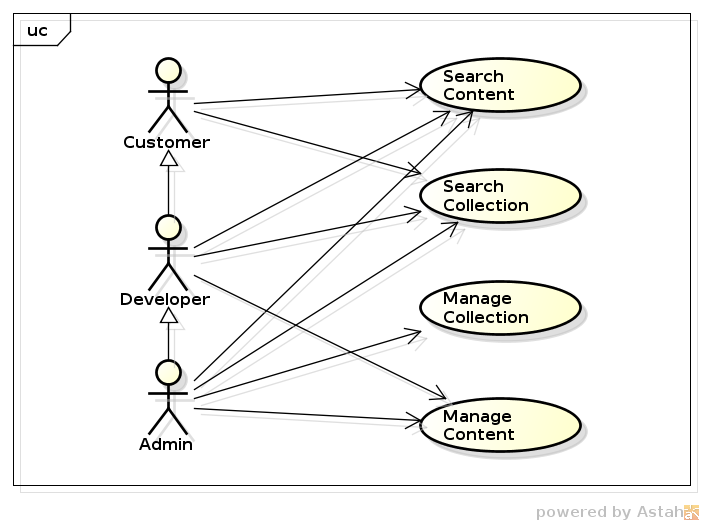 uc
Search
Content
Customer
Search
Collection
Developer
Manage
Collection
Manage
Content
Admin
powered by Astah